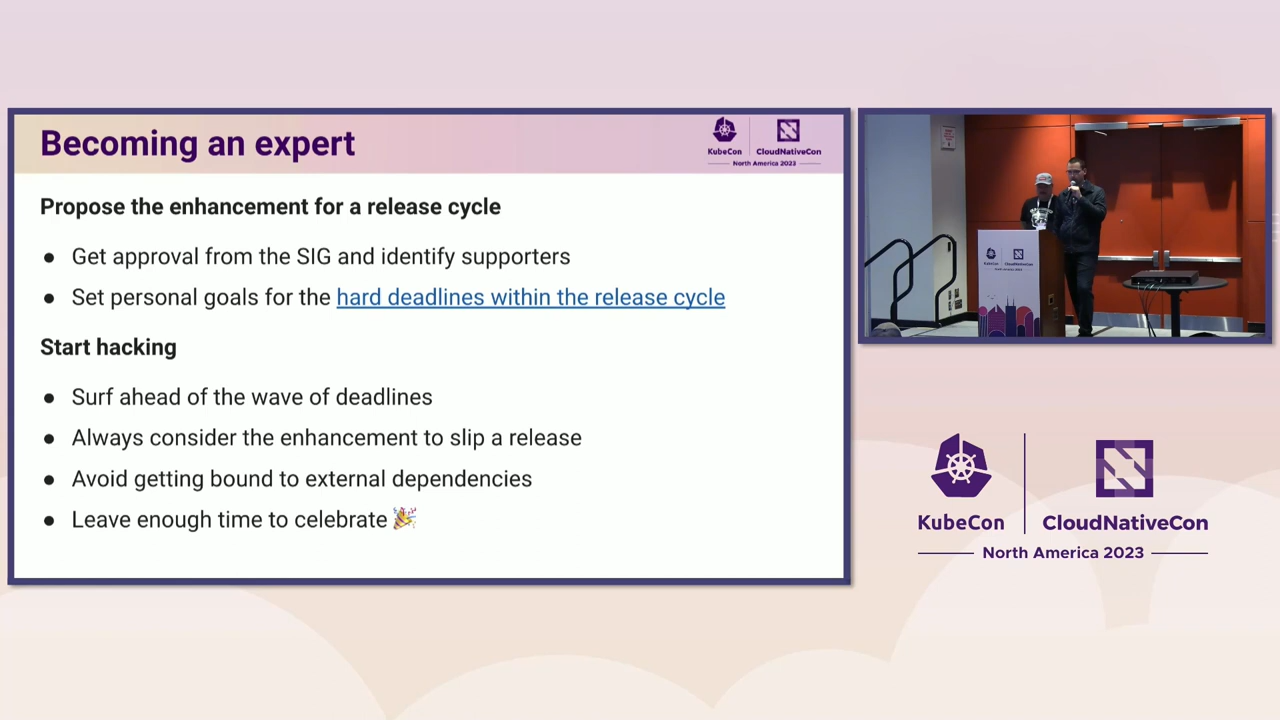 Becoming an expert
KubeCon
CloudNativeCon
North America 2023
Propose the enhancement for a release cycle
● Get approval from the SIG and identify supporters
● Set personal goals for the hard deadlines within the release cycle
Start hacking
● Surf ahead of the wave of deadlines
● Always consider the enhancement to slip a release
● Avoid getting bound to external dependencies
● Leave enough time to celebrate 🎉
KubeCon
CloudNativeCon
North America 2023